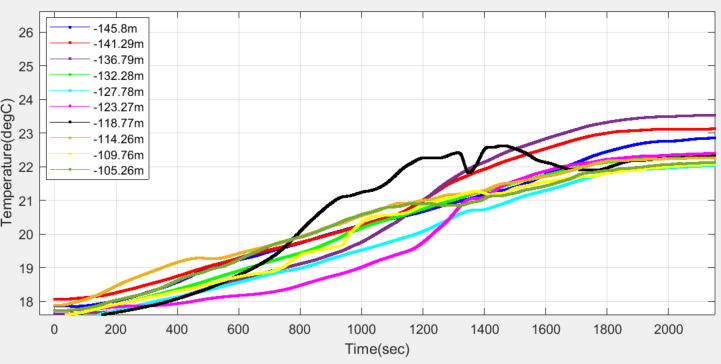 26
25
24
23
22
21
20
19
18
Temperature(degC)
-145.8m
-141.29m
-136.79m
-132.28m
-127.78m
-123.27m
-118.77m
-114.26m
-109.76m
-105.26m
0 200 400 600 800 1000 1200 1400 1600 1800 2000
Time(sec)